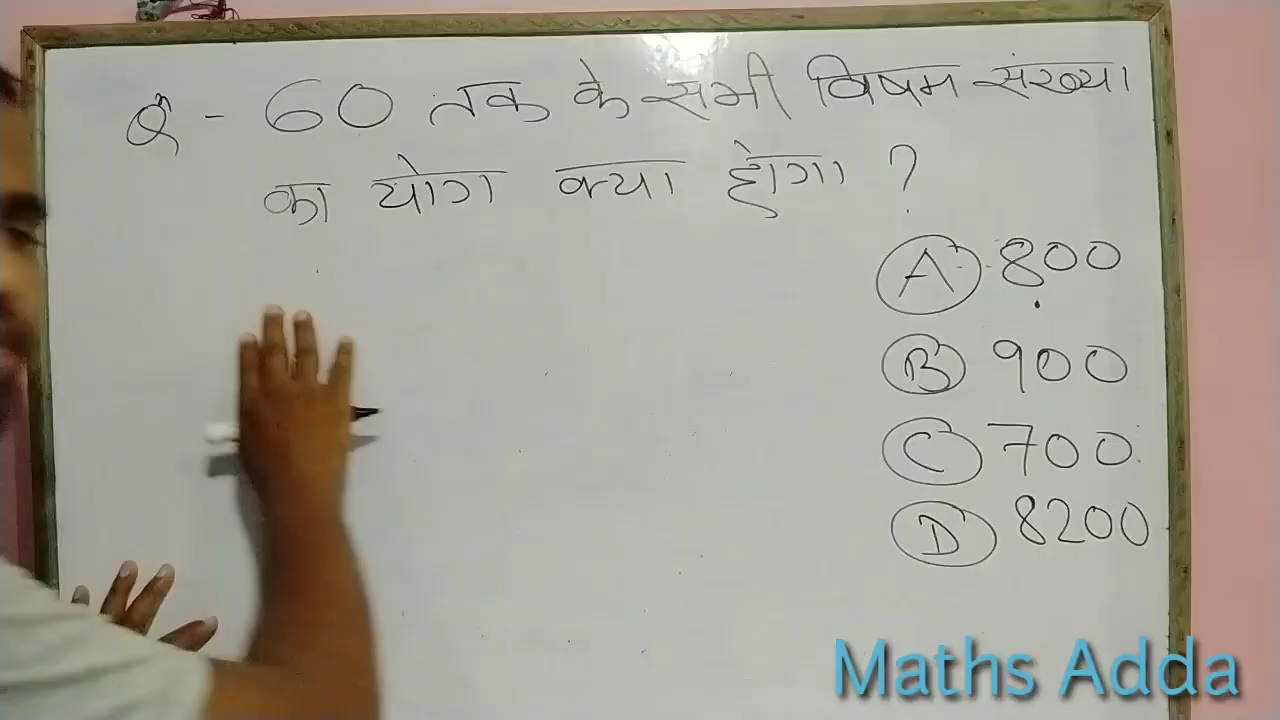 Q - 60 तक के सभी विषम संख्या
का योग क्या होगा ?
A 800
B 900
C 700
D 8200
Maths Adda